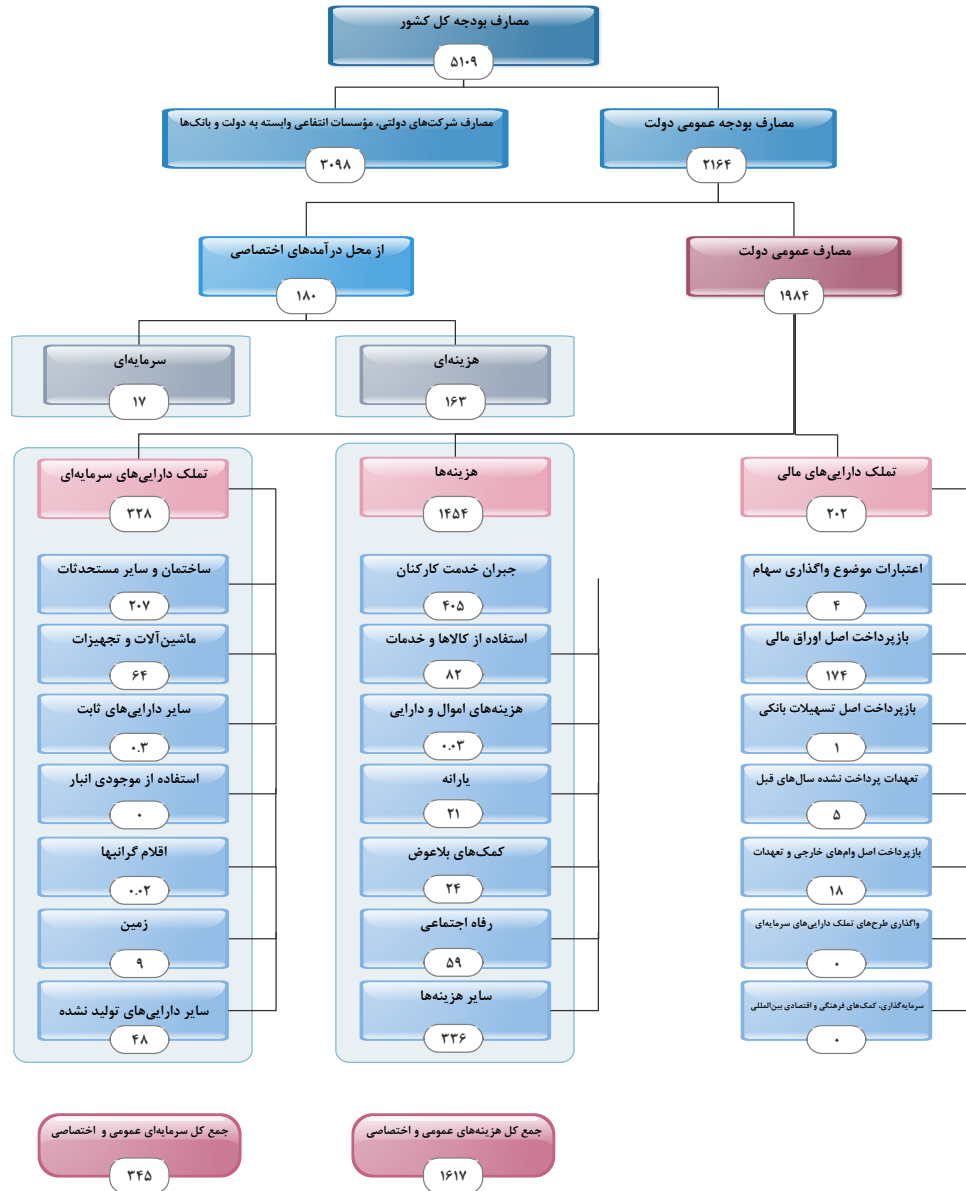 مصارف بودجه کل کشور
۵۱۰۹
مصارف بودجه عمومی دولت
۲۱۶۴
مصارف شرکت‌های دولتی، مؤسسات انتفاعی وابسته به دولت و بانک‌ها
۳۰۹۸
مصارف عمومی دولت
۱۹۸۴
از محل درآمدهای اختصاصی
۱۸۰
هزینه‌ای
۱۶۳
سرمایه‌ای
۱۷
تملک دارایی‌های مالی
۲۰۲
اعتبارات موضوع واگذاری سهام
۴
بازپرداخت اصل اوراق مالی
۱۷۴
بازپرداخت اصل تسهیلات بانکی
۱
تعهدات پرداخت نشده سال‌های قبل
۵
بازپرداخت اصل وام‌های خارجی و تعهدات
۱۸
واگذاری طرح‌های تملک دارایی‌های سرمایه‌ای
۰
سرمایه‌گذاری، کمک‌های فرهنگی و اقتصادی بین‌المللی
۰
هزینه‌ها
۱۴۵۴
جبران خدمت کارکنان
۴۰۵
استفاده از کالاها و خدمات
۸۲
هزینه‌های اموال و دارایی
۰.۰۳
یارانه
۲۱
کمک‌های بلاعوض
۲۴
رفاه اجتماعی
۵۹
سایر هزینه‌ها
۳۳۶
تملک دارایی‌های سرمایه‌ای
۳۲۸
ساختمان و سایر مستحدثات
۲۰۷
ماشین‌آلات و تجهیزات
۶۴
سایر دارایی‌های ثابت
۰.۳
استفاده از موجودی انبار
۰
اقلام گرانبها
۰.۰۲
زمین
۹
سایر دارایی‌های تولید نشده
۴۸
جمع کل هزینه‌های عمومی و اختصاصی
۱۶۱۷
جمع کل سرمایه‌ای عمومی و اختصاصی
۳۴۵